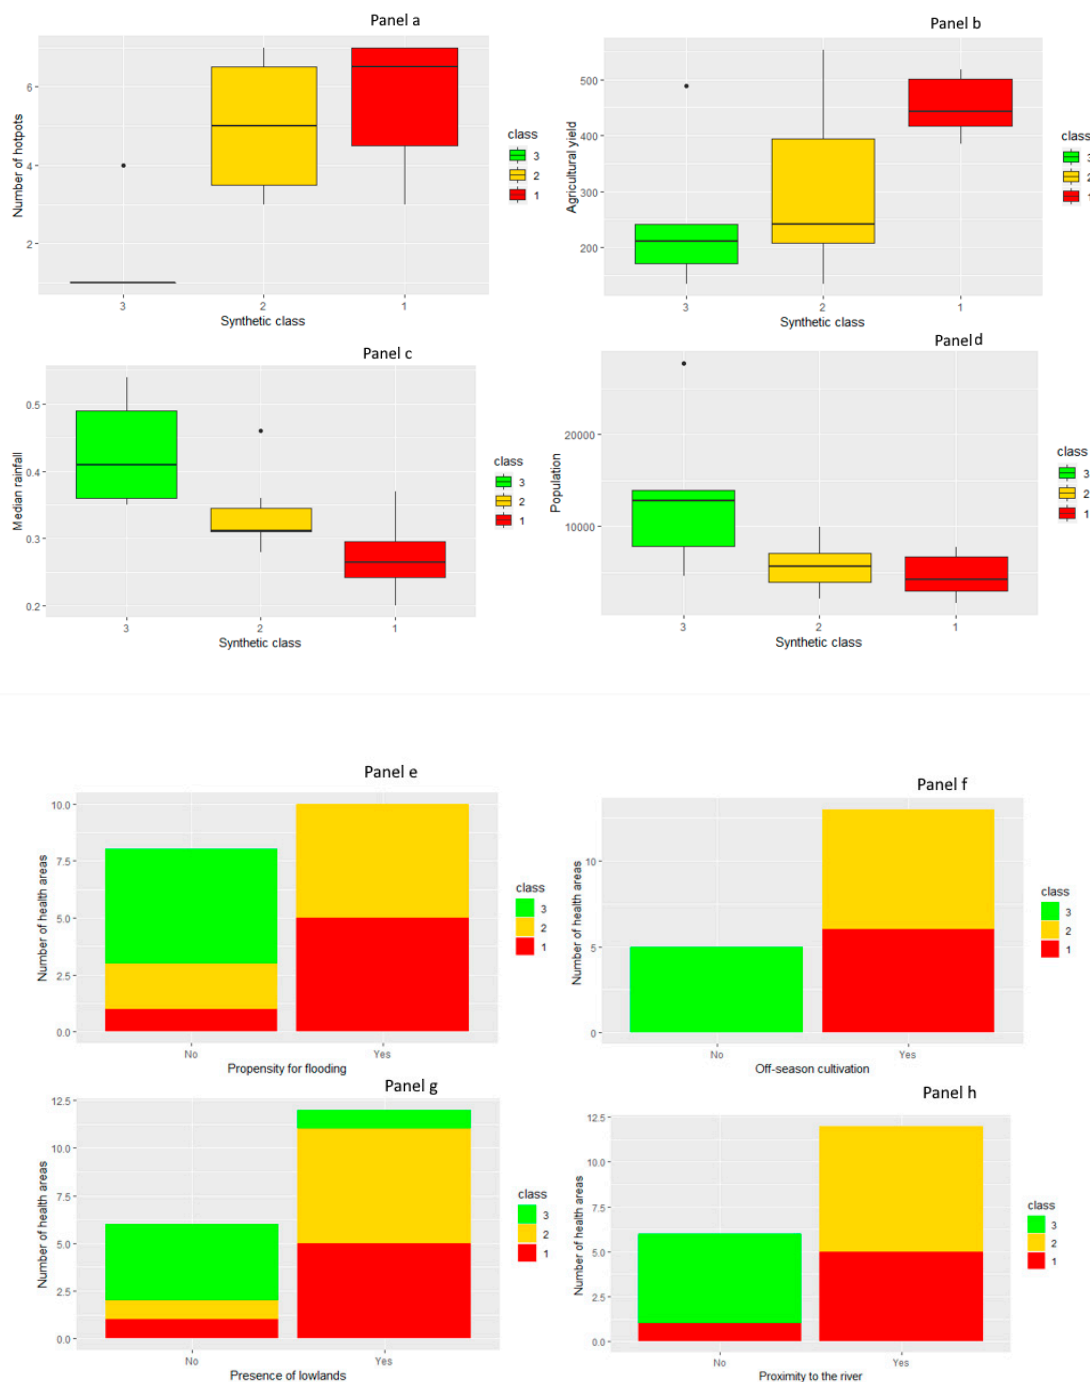 Panel a
Number of hotpots
6
4
2
3
2
1
Synthetic class
class
3
2
1
Panel b
Agricultural yield
500
400
300
200
3
2
1
Synthetic class
class
3
2
1
Panel c
Median rainfall
0.5
0.4
0.3
0.2
3
2
1
Synthetic class
class
3
2
1
Panel d
Population
20000
10000
3
2
1
Synthetic class
class
3
2
1
Panel e
Number of health areas
10.0
7.5
5.0
2.5
0.0
No
Yes
Propensity for flooding
class
3
2
1
Panel f
Number of health areas
10
5
0
No
Yes
Off-season cultivation
class
3
2
1
Panel g
Number of health areas
12.5
10.0
7.5
5.0
2.5
0.0
No
Yes
Presence of lowlands
class
3
2
1
Panel h
Number of health areas
12.5
10.0
7.5
5.0
2.5
0.0
No
Yes
Proximity to the river
class
3
2
1